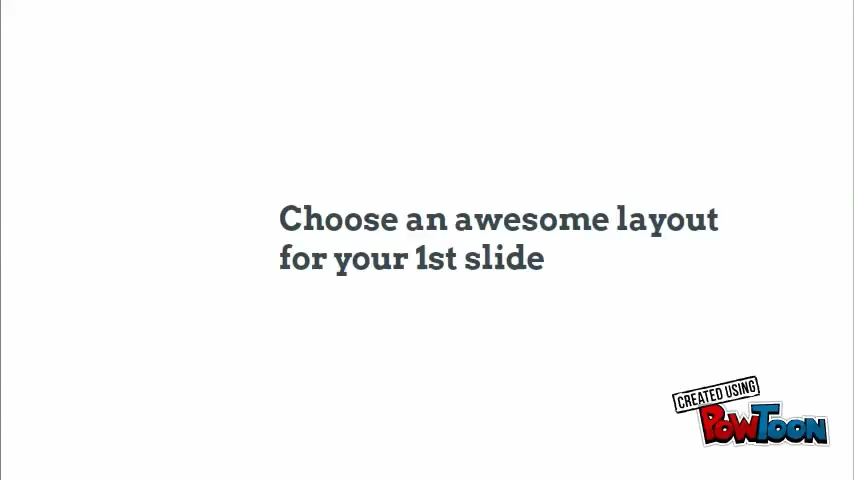 Choose an awesome layout
for your 1st slide
CREATED USING
POWTOON